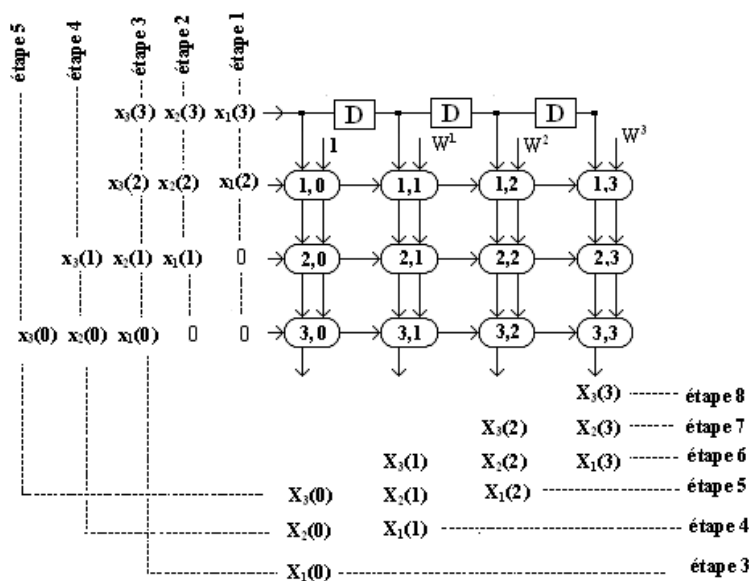 étape 5 étape 4 étape 3 étape 2 étape 1
x₃(3) x₂(3) x₁(3) D D D
1 W¹ W² W³
x₃(2) x₂(2) x₁(2) 1,0 1,1 1,2 1,3
x₃(1) x₂(1) x₁(1) 0 2,0 2,1 2,2 2,3
x₃(0) x₂(0) x₁(0) 0 0 3,0 3,1 3,2 3,3
X₃(3) étape 8
X₃(2) X₂(3) étape 7
X₃(1) X₂(2) X₁(3) étape 6
X₃(0) X₂(1) X₁(2) étape 5
X₂(0) X₁(1) étape 4
X₁(0) étape 3